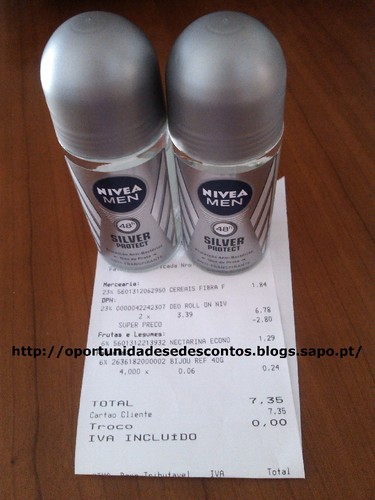 NIVEA
MEN
48h
SILVER
PROTECT
NIVEA
MEN
48h
SILVER
PROTECT
Mercearia:
23% 5601312062950 CEREAIS FIBRA F 1.84
DPH:
23% 0000042242307 DEO ROLL ON NIV
2 x 3.39 6.78
SUPER PRECO -2.80
Frutas e Legumes:
6% 5601312213932 NECTARINA ECONO 1.29
http://oportunidadesedescontos.blogs.sapo.pt/
6% 2636182000002 BIJOU REF 40G
4,000 x 0.06 0.24
TOTAL 7,35
Cartao Cliente 7.35
Troco 0,00
IVA INCLUIDO
Tributavel IVA Total